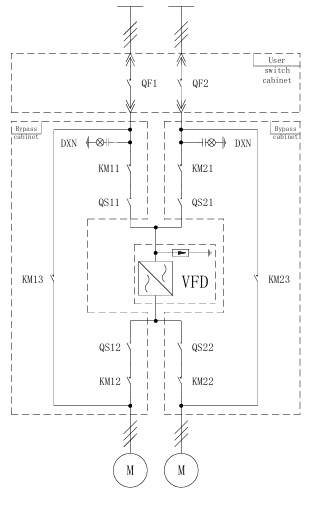 User
switch
cabinet
QF1
QF2
Bypass
cabinet
Bypass
cabinet
DXN
DXN
KM11
KM21
QS11
QS21
KM13
VFD
KM23
QS12
QS22
KM12
KM22
M
M